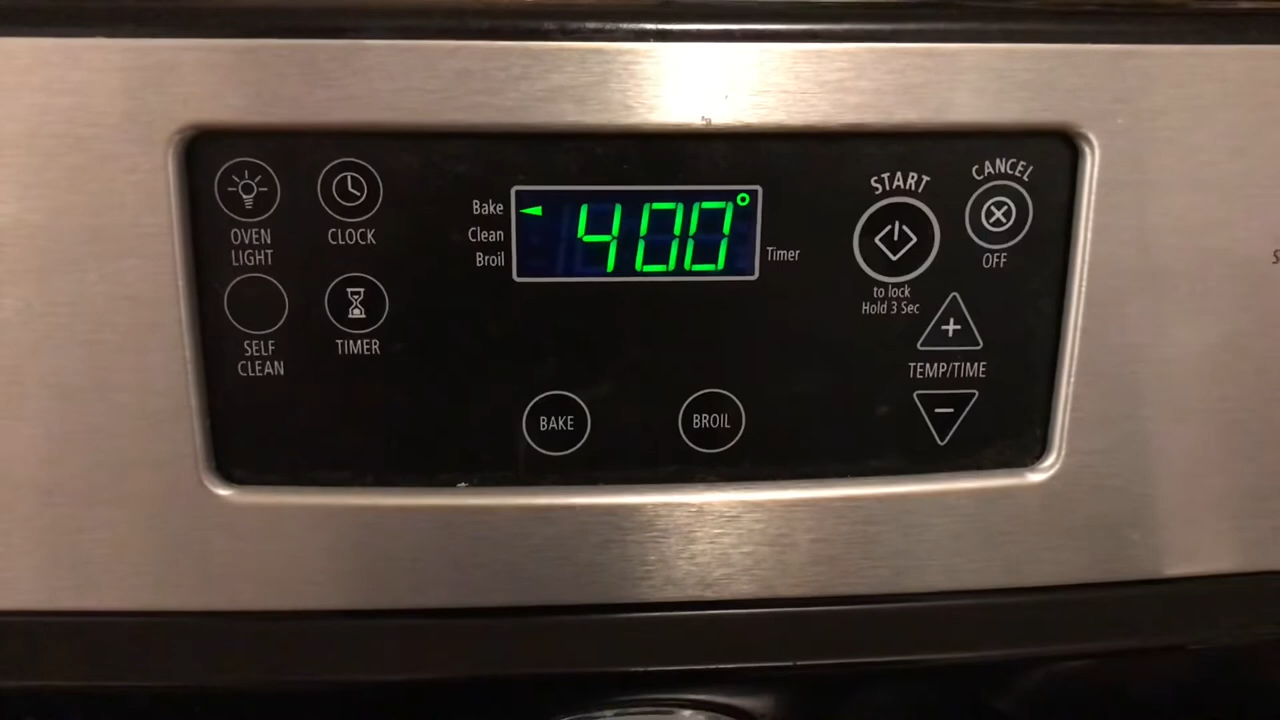 OVEN
LIGHT
CLOCK
SELF
CLEAN
TIMER
Bake
Clean
Broil
400°
Timer
BAKE
BROIL
START
to lock
Hold 3 Sec
CANCEL
OFF
+
TEMP/TIME
−